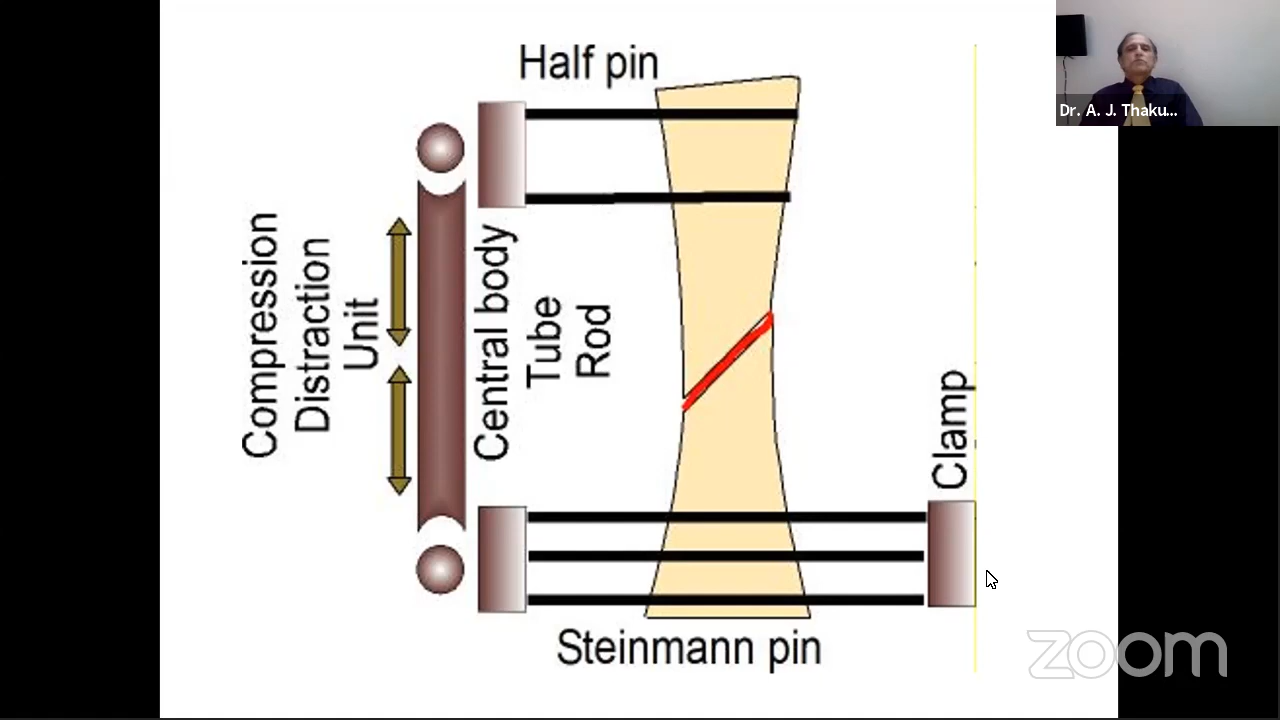 Half pin
Dr. A. J. Thaku...
Compression
Distraction
Unit
Central body
Tube
Rod
Clamp
Steinmann pin
zoom